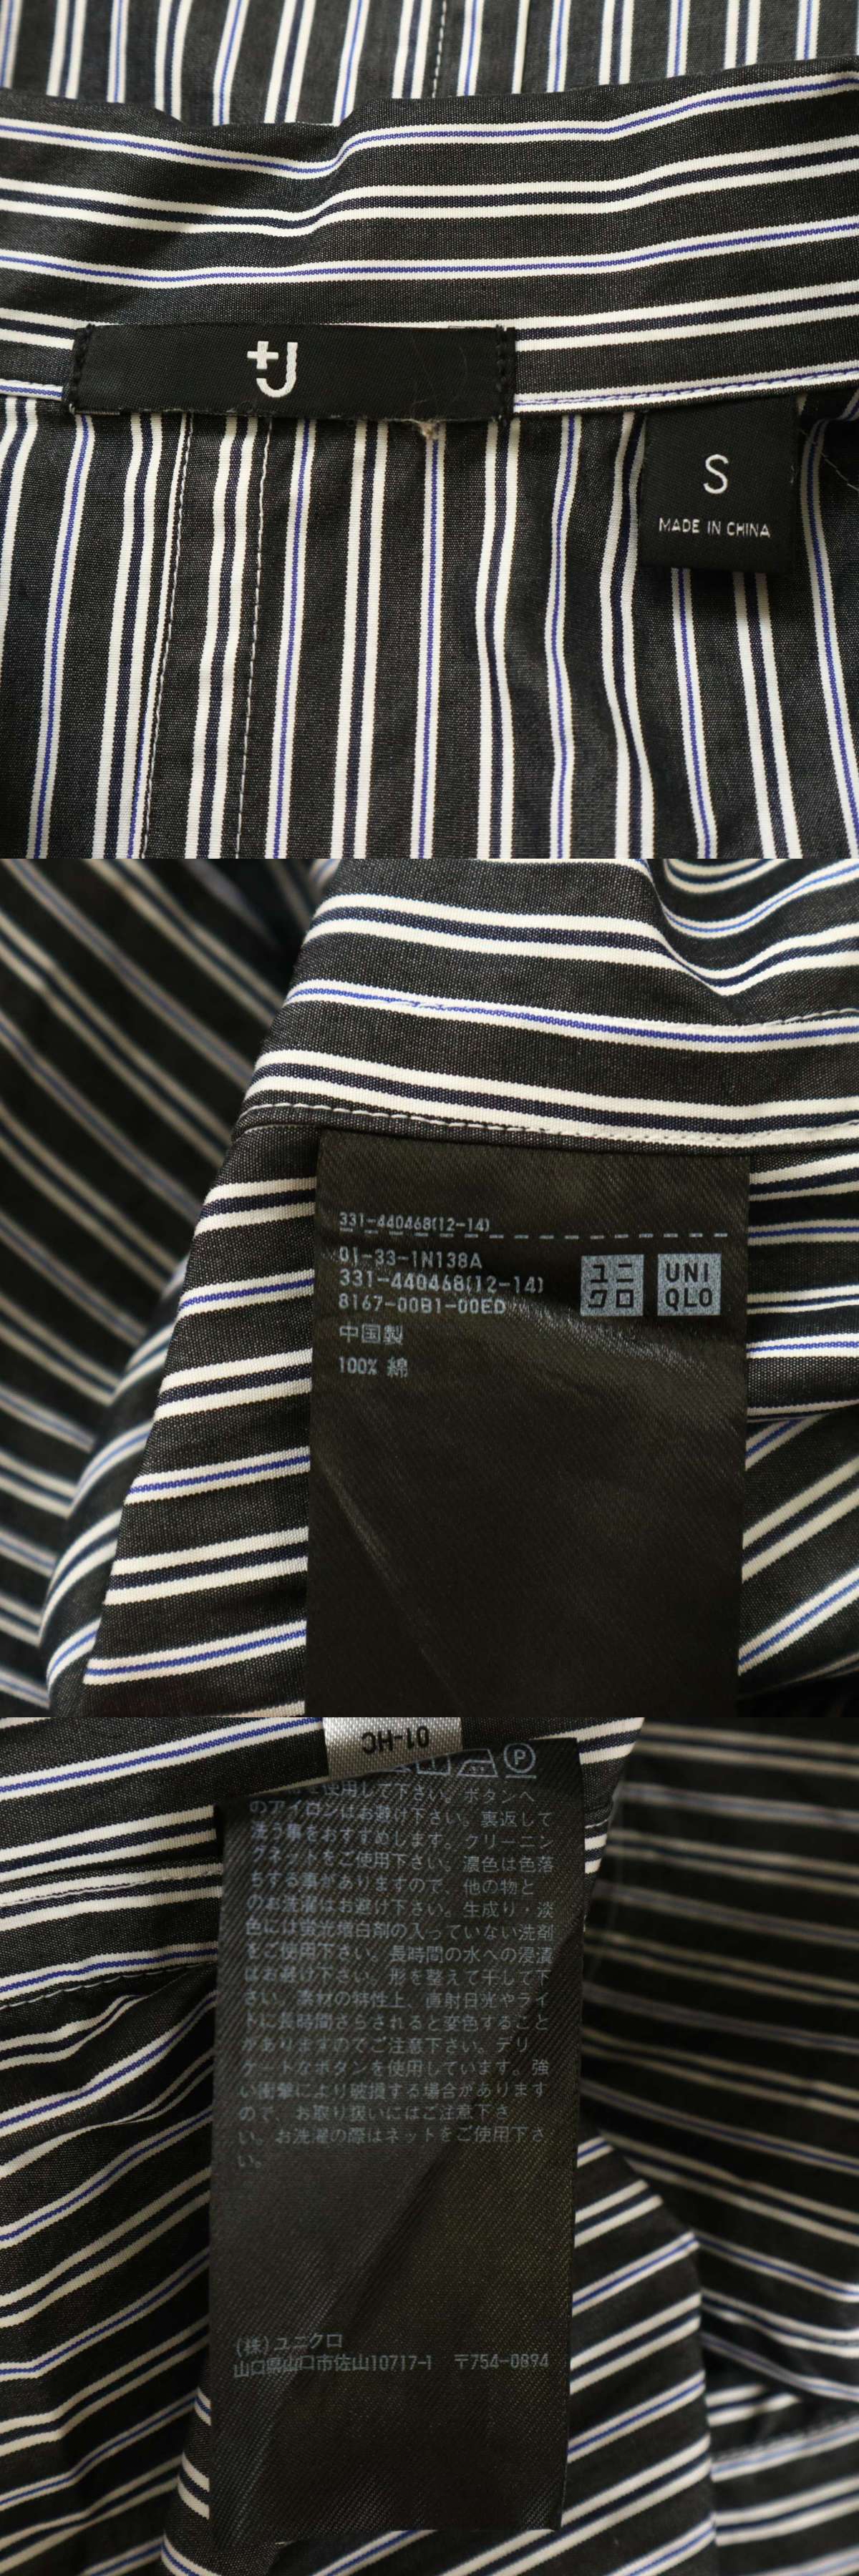 +J
S
MADE IN CHINA
331-440468(12-14)
01-33-1N138A
331-440468(12-14)
8167-00B1-00ED
中国製
100% 綿
ユニ
クロ
UNI
QLO
01-HC
P
使用して下さい。ボタンへ
のアイロンはお避け下さい。裏返して
洗う事をおすすめします。クリーニン
グネットをご使用下さい。濃色は色落
ちする事がありますので、他の物と
のお洗濯はお避け下さい。生成り・淡
色には蛍光増白剤の入っていない洗剤
をご使用下さい。長時間の水への浸漬
はお避け下さい。形を整えて干して下
さい。素材の特性上、直射日光やライ
トに長時間さらされると変色すること
がありますのでご注意下さい。デリ
ケートなボタンを使用しています。強
い衝撃により破損する場合があります
ので、お取り扱いにはご注意下さ
い。お洗濯の際はネットをご使用下さ
い。
(株)ユニクロ
山口県山口市佐山10717-1 〒754-0894